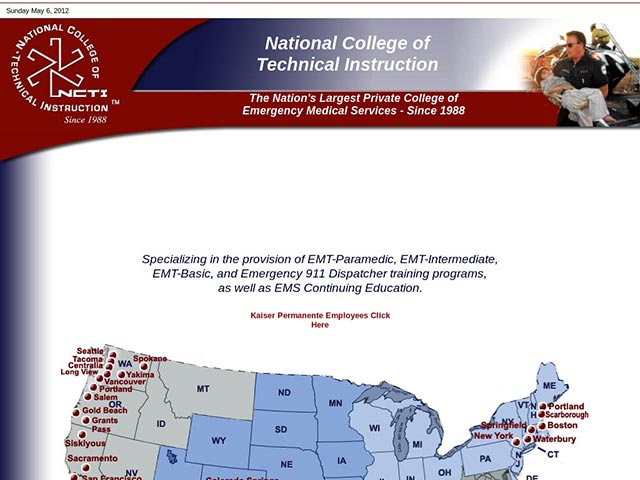 Sunday May 6, 2012
NATIONAL COLLEGE OF
TECHNICAL INSTRUCTION
NCTI
TM
Since 1988
National College of
Technical Instruction
The Nation's Largest Private College of
Emergency Medical Services - Since 1988
Specializing in the provision of EMT-Paramedic, EMT-Intermediate,
EMT-Basic, and Emergency 911 Dispatcher training programs,
as well as EMS Continuing Education.
Kaiser Permanente Employees Click
Here
Seattle
Tacoma
Centralia
Long View
WA
Spokane
Yakima
Vancouver
Portland
Salem
OR
Gold Beach
Grants
Pass
Siskiyous
Sacramento
San Francisco
NV
ID
MT
WY
ND
SD
NE
Colorado Springs
MN
IA
WI
MI
IL
IN
OH
PA
NY
VT
N
H
ME
Portland
Scarborough
Boston
Springfield
New York
Waterbury
CT
N
J
DE